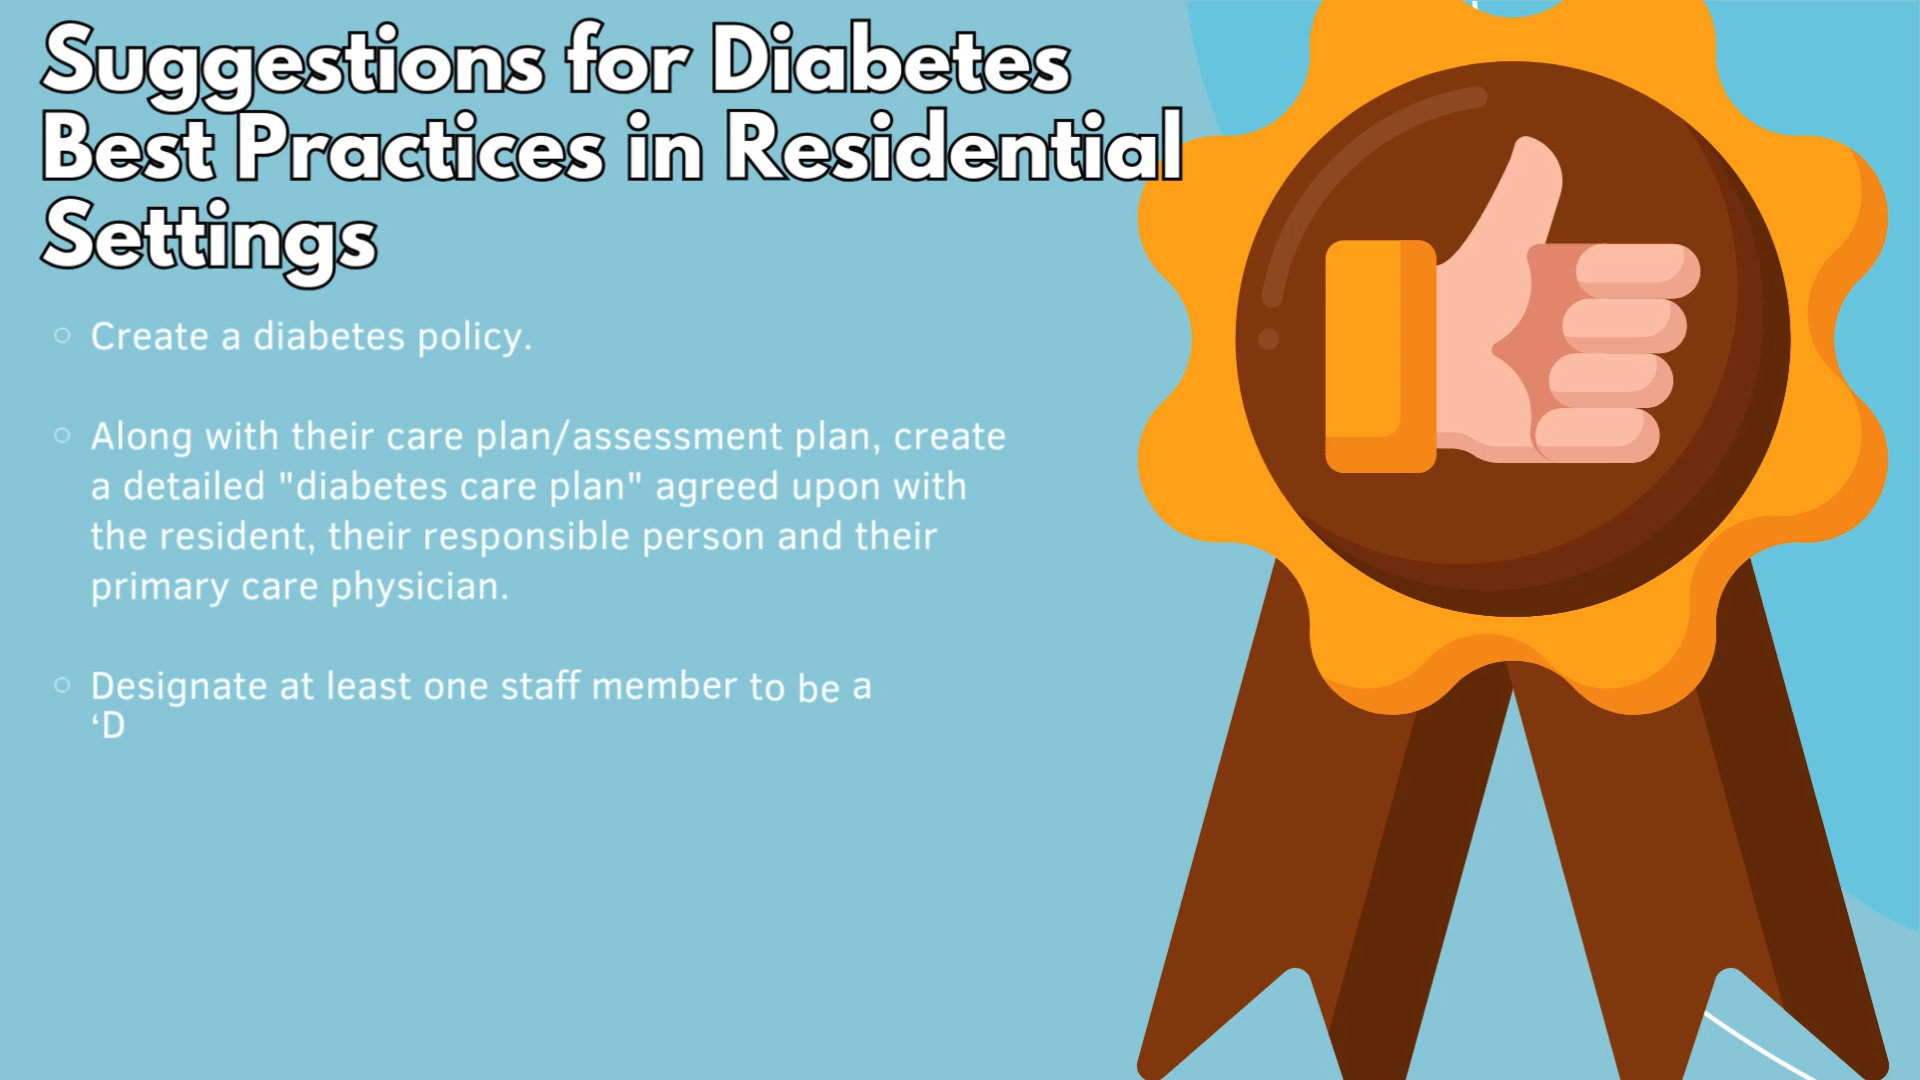 Suggestions for Diabetes
Best Practices in Residential
Settings
Create a diabetes policy.
Along with their care plan/assessment plan, create
a detailed "diabetes care plan" agreed upon with
the resident, their responsible person and their
primary care physician.
Designate at least one staff member to be a
‘D